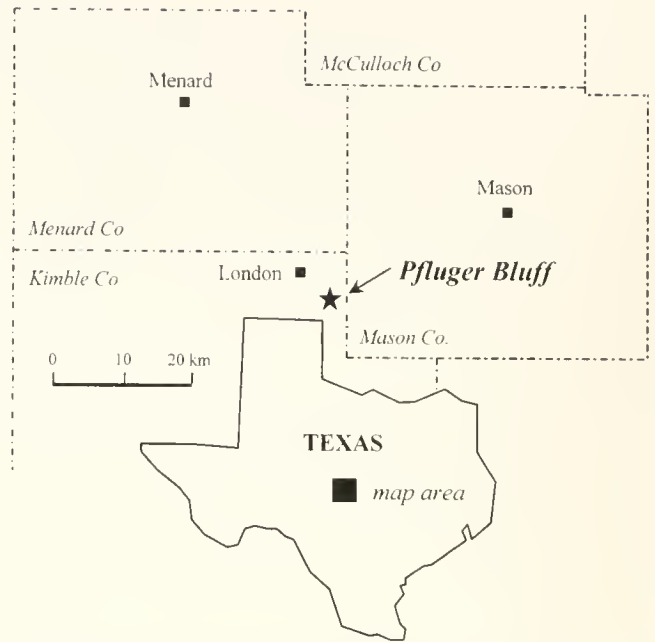 McCulloch Co
Menard
Mason
Menard Co
Kimble Co
London
Pfluger Bluff
Mason Co.
0 10 20 km
TEXAS
map area